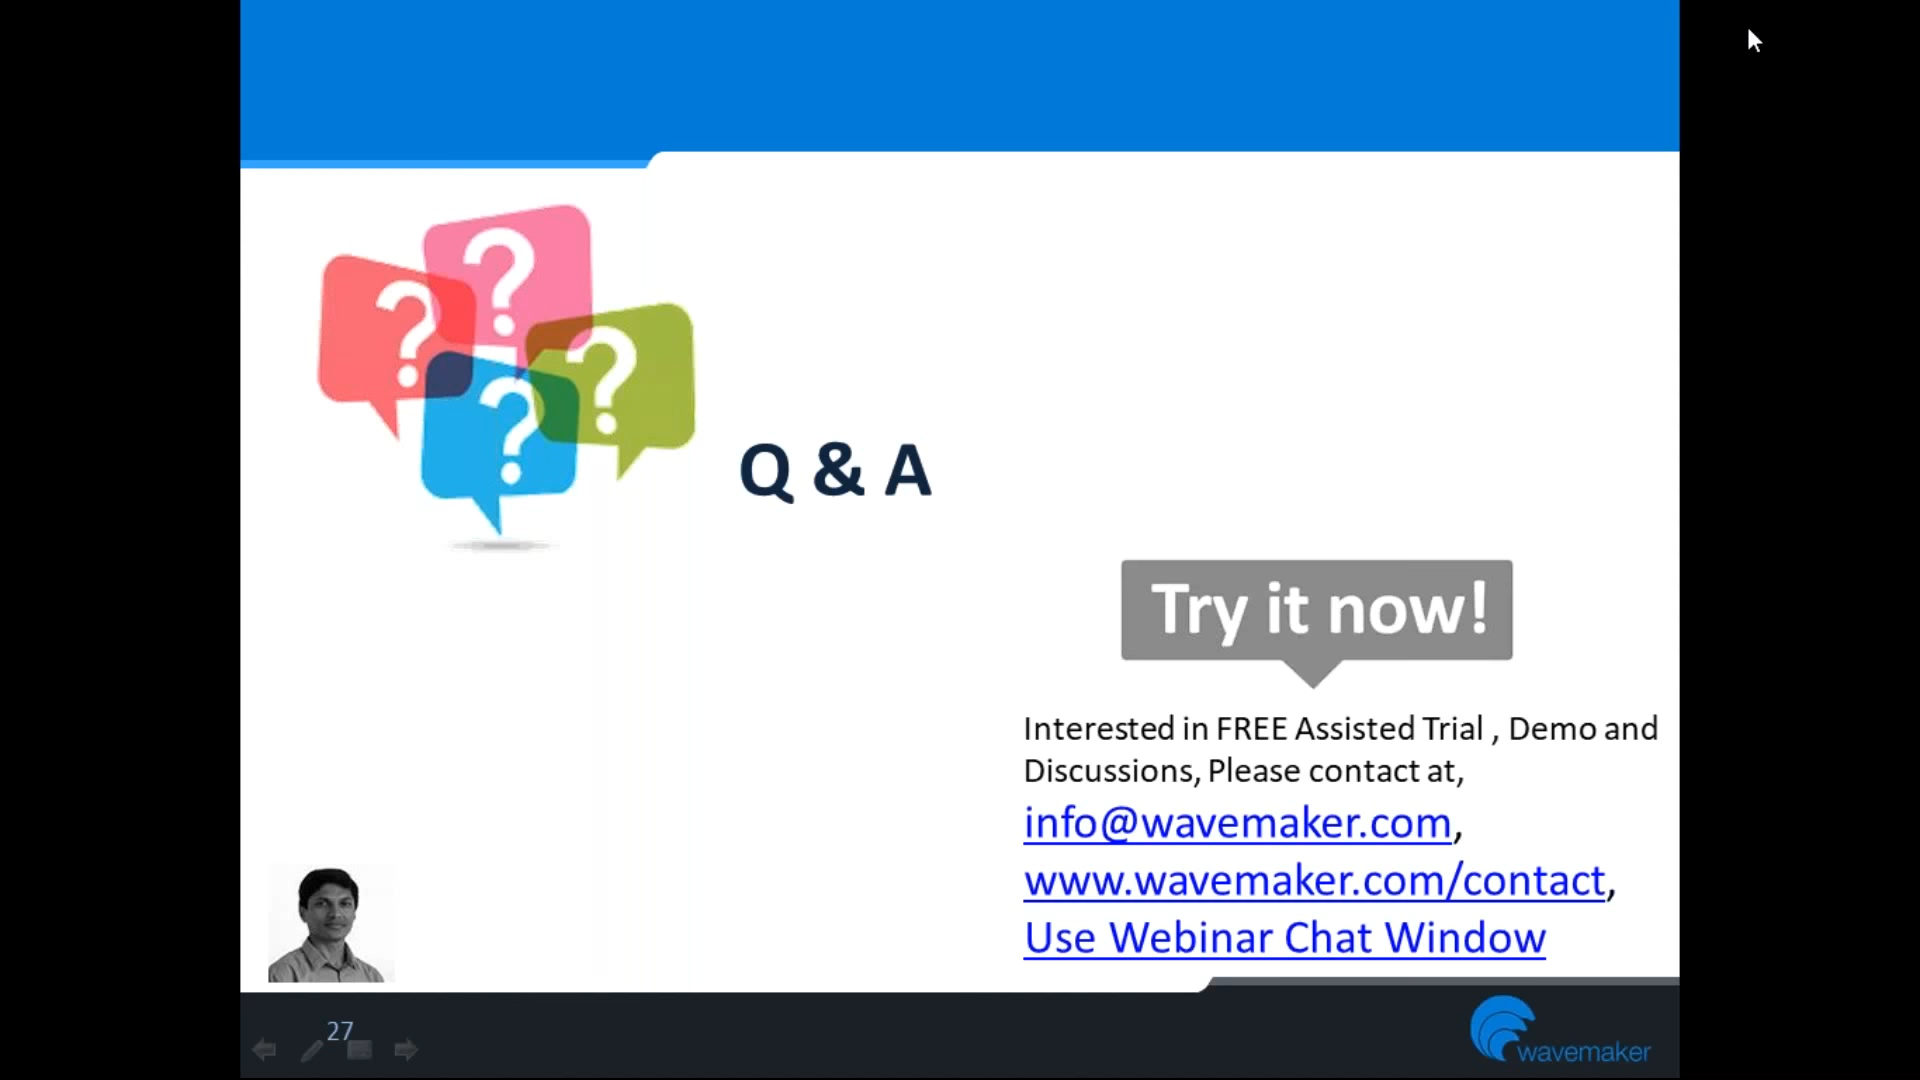 ?
?
?
?
Q & A
Try it now!
Interested in FREE Assisted Trial , Demo and
Discussions, Please contact at,
info@wavemaker.com,
www.wavemaker.com/contact,
Use Webinar Chat Window
27
wavemaker